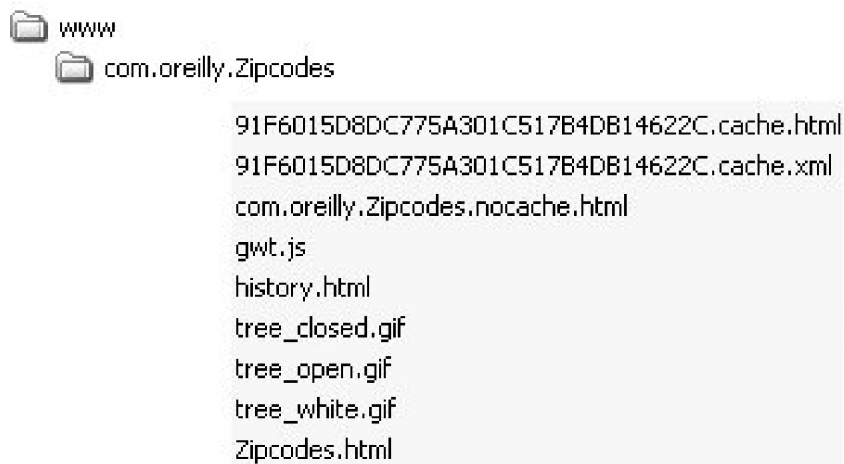 www
com.oreilly.Zipcodes
91F6015D8DC775A301C517B4DB14622C.cache.html
91F6015D8DC775A301C517B4DB14622C.cache.xml
com.oreilly.Zipcodes.nocache.html
gwt.js
history.html
tree_closed.gif
tree_open.gif
tree_white.gif
Zipcodes.html